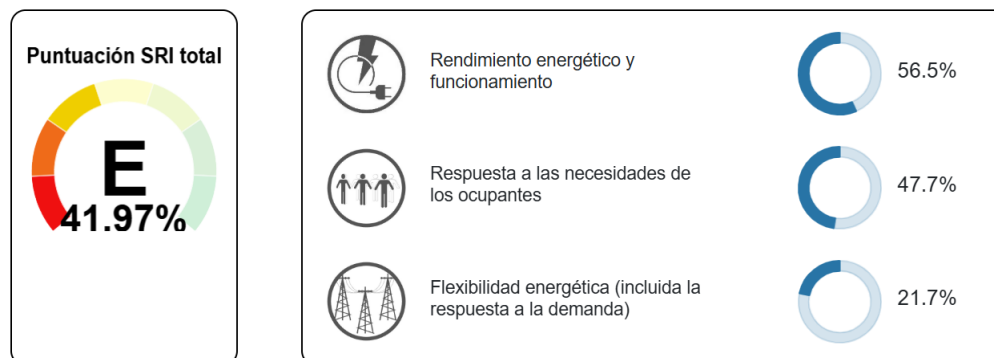 Puntuación SRI total
E
41.97%
Rendimiento energético y
funcionamiento
56.5%
Respuesta a las necesidades de
los ocupantes
47.7%
Flexibilidad energética (incluida la
respuesta a la demanda)
21.7%